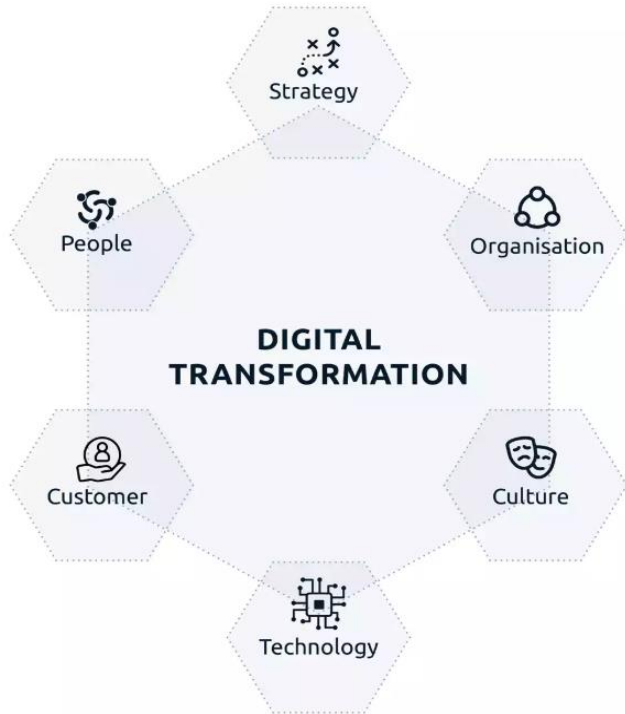 Strategy
People
Organisation
DIGITAL
TRANSFORMATION
Customer
Culture
Technology